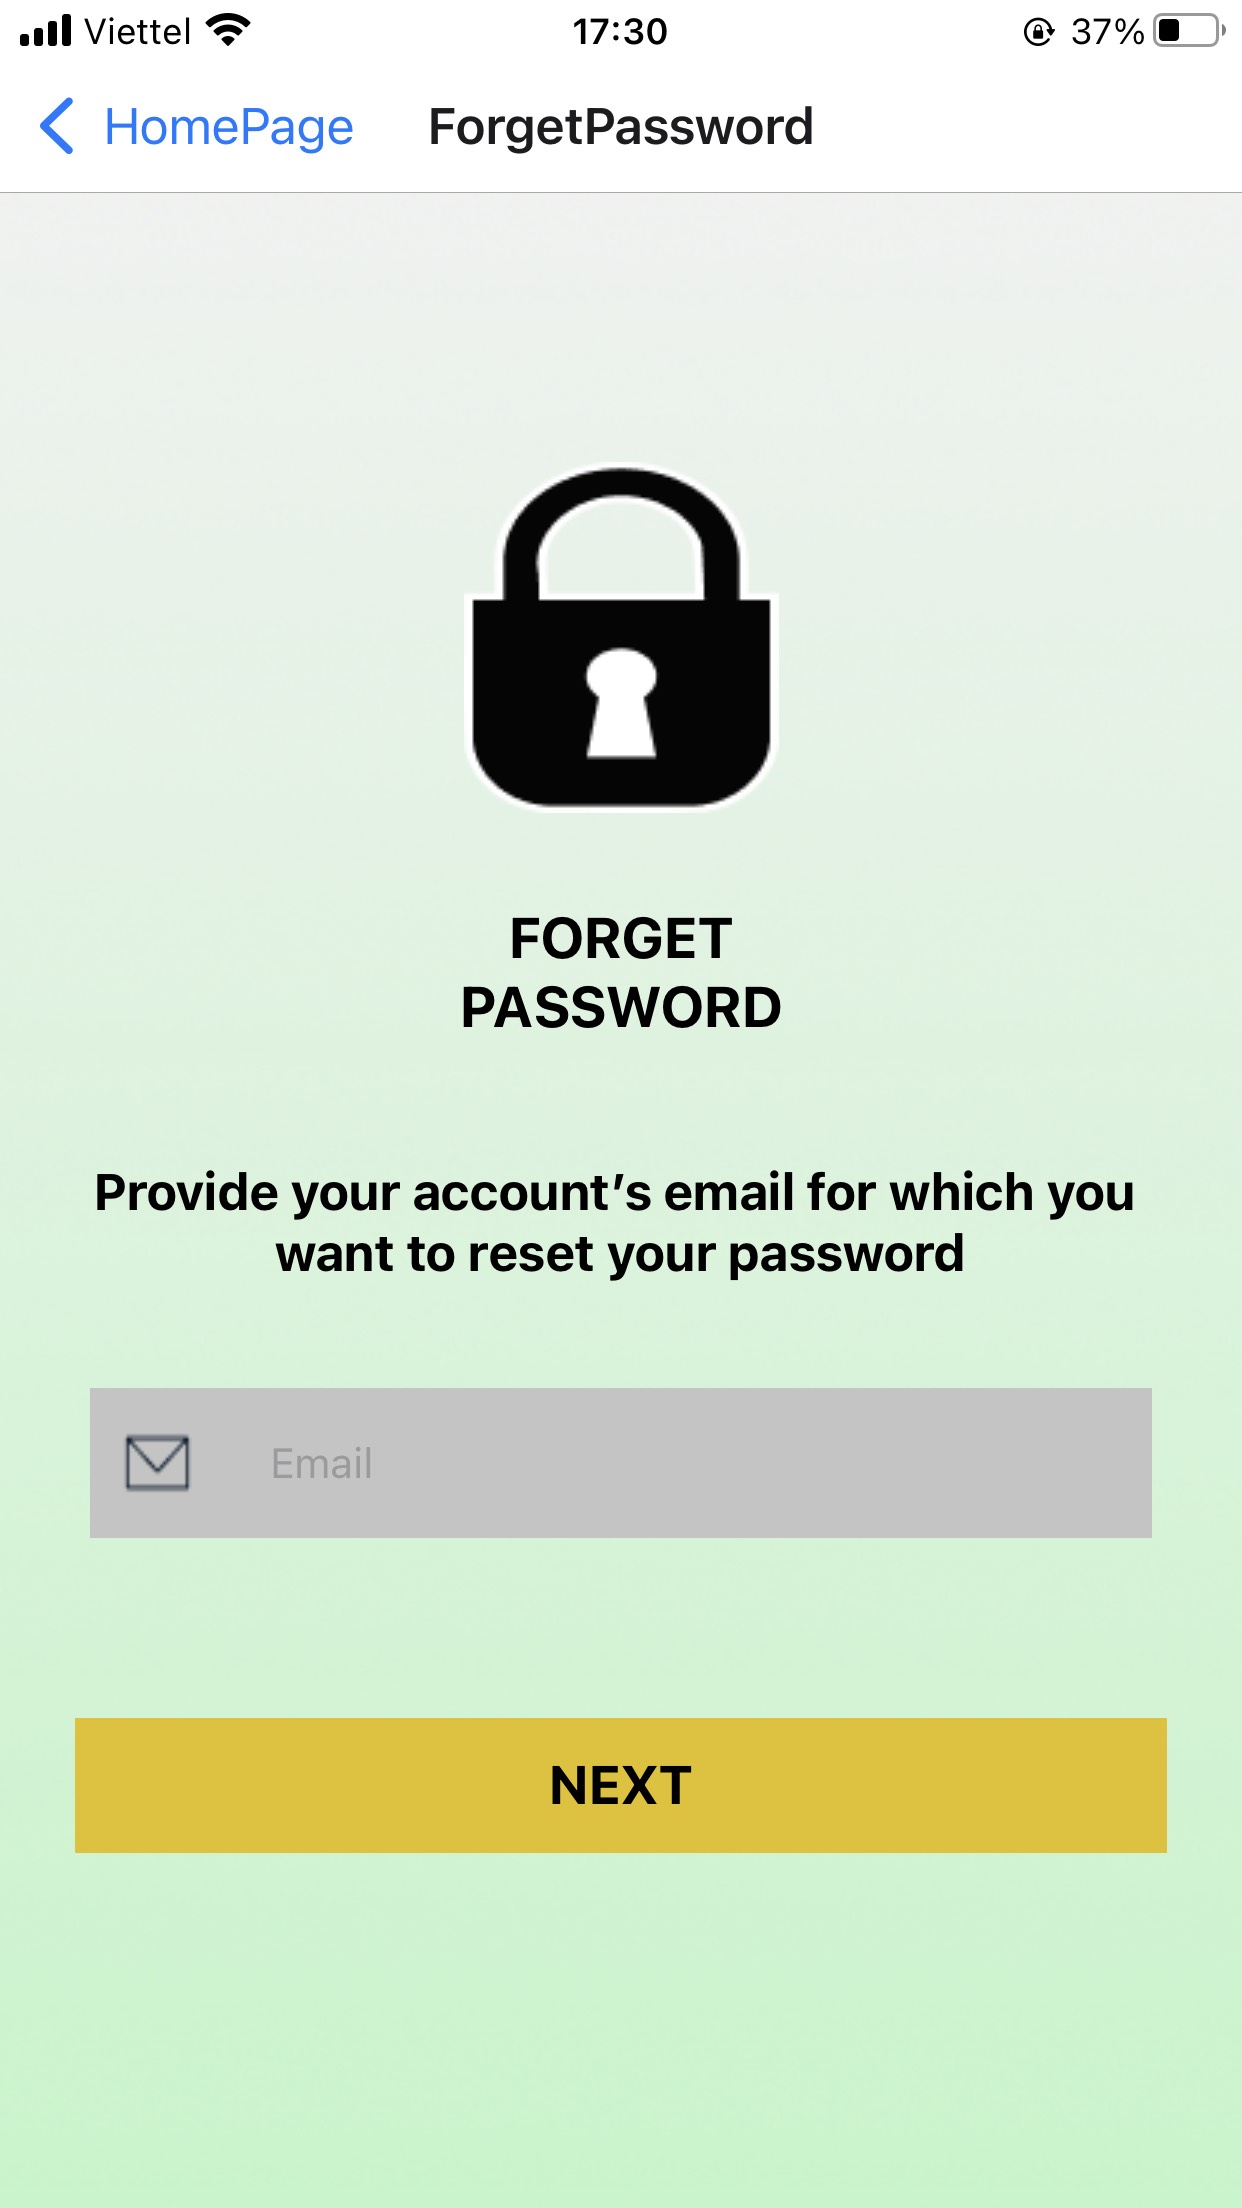 Viettel 17:30 37%
HomePage ForgetPassword
FORGET
PASSWORD
Provide your account’s email for which you
want to reset your password
Email
NEXT